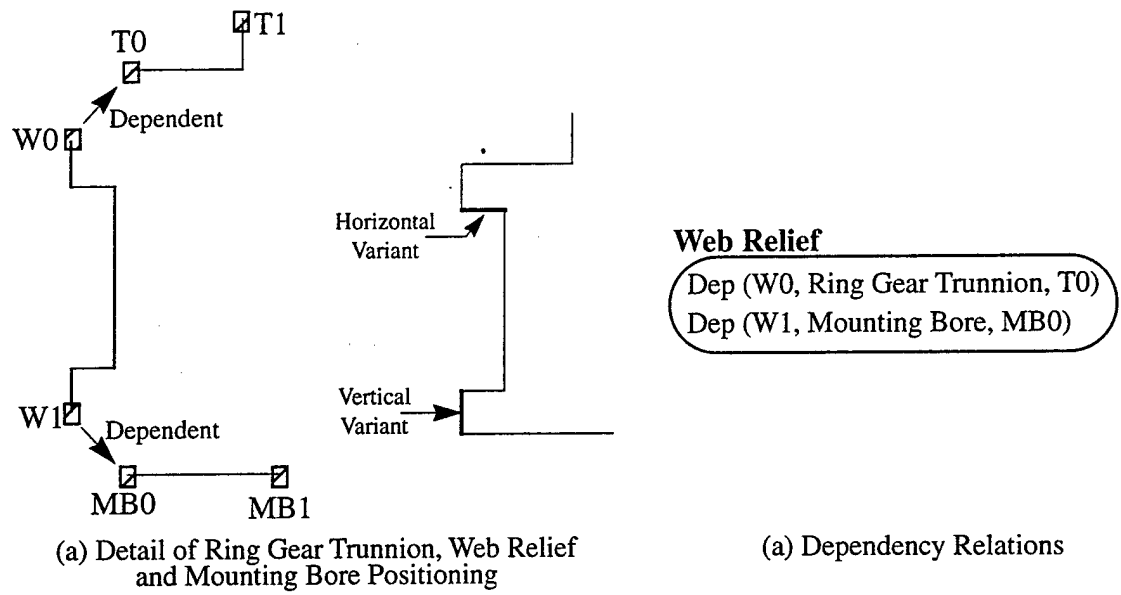 T1
T0
Dependent
W0
Horizontal
Variant
Web Relief
Dep (W0, Ring Gear Trunnion, T0)
Dep (W1, Mounting Bore, MB0)
Vertical
Variant
W1
Dependent
MB0
MB1
(a) Detail of Ring Gear Trunnion, Web Relief
and Mounting Bore Positioning
(a) Dependency Relations